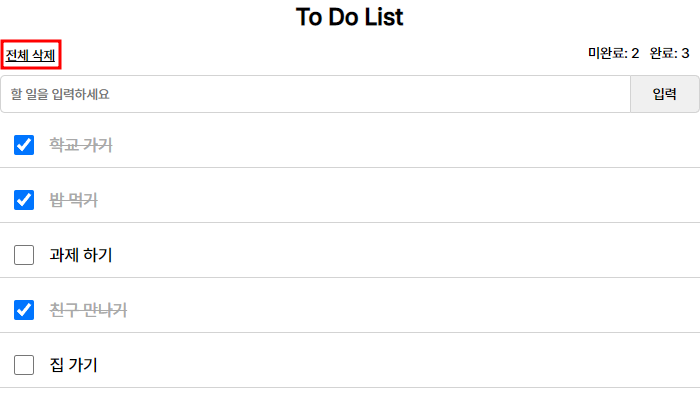 To Do List
전체 삭제
미완료: 2 완료: 3
할 일을 입력하세요 입력
학교 가기
밥 먹기
과제 하기
친구 만나기
집 가기